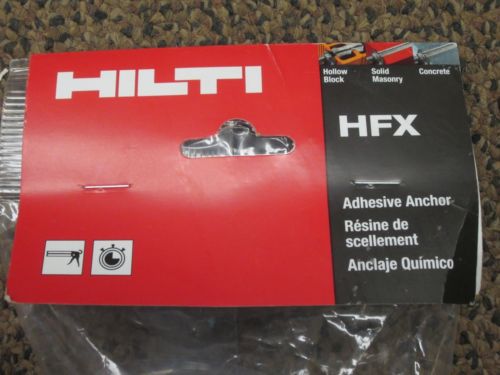 HILTI
Hollow
Block
Solid
Masonry
Concrete
HFX
Adhesive Anchor
Résine de
scellement
Anclaje Químico